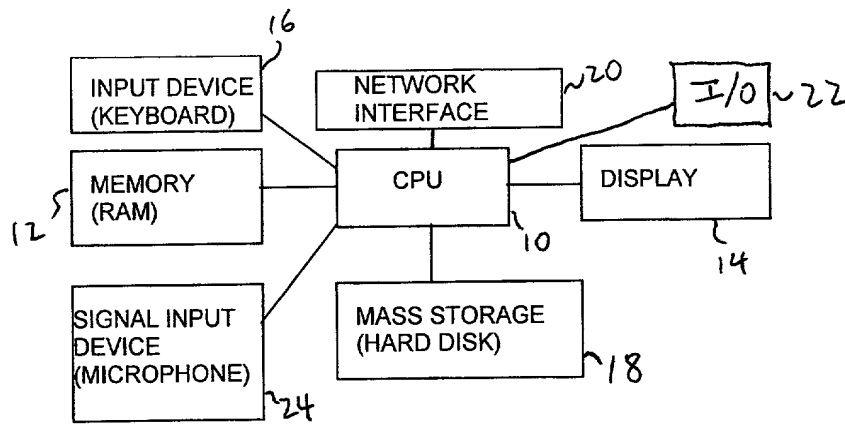 16
INPUT DEVICE
(KEYBOARD)
NETWORK
INTERFACE
20
I/O
22
MEMORY
(RAM)
12
CPU
10
DISPLAY
14
SIGNAL INPUT
DEVICE
(MICROPHONE)
24
MASS STORAGE
(HARD DISK)
18